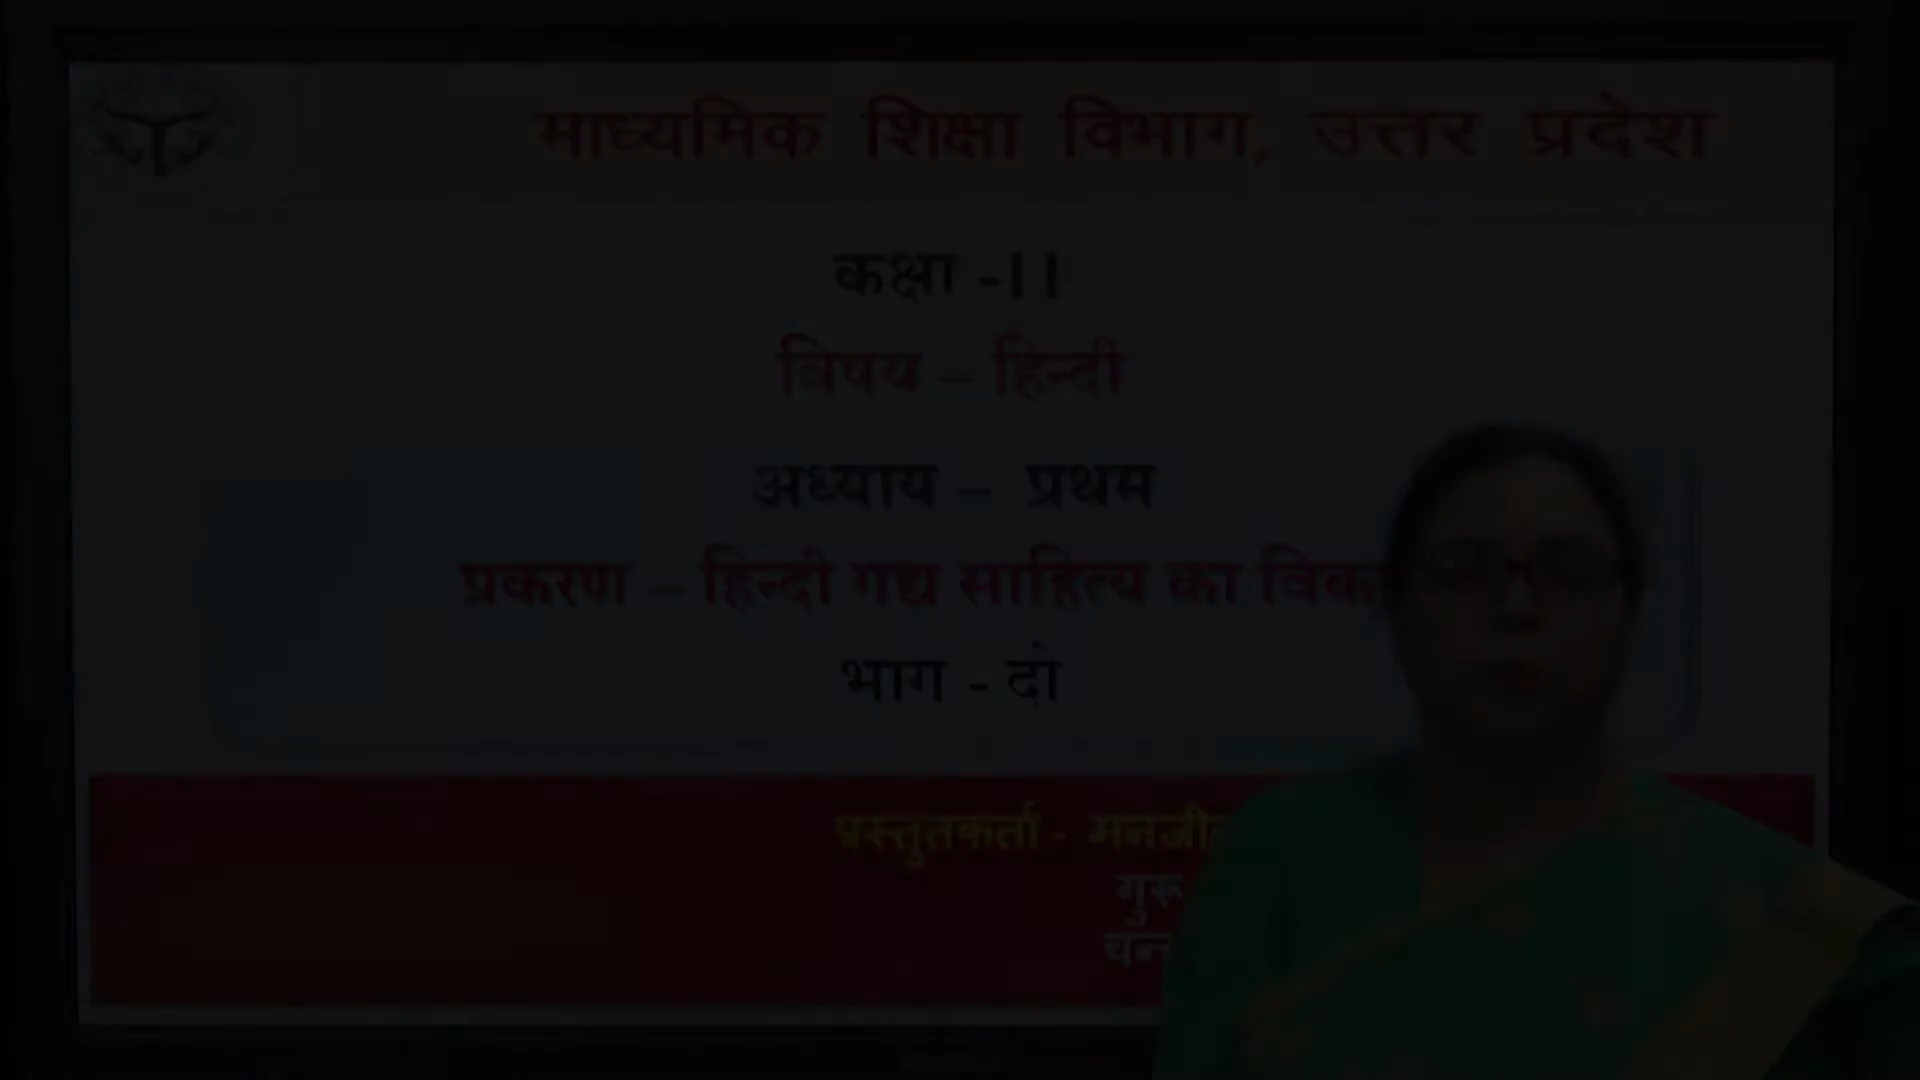 माध्यमिक शिक्षा विभाग, उत्तर प्रदेश
कक्षा -11
विषय – हिन्दी
अध्याय – प्रथम
प्रकरण – हिन्दी गद्य साहित्य का
भाग - दो
प्रस्तुतकर्ता -
गुरू